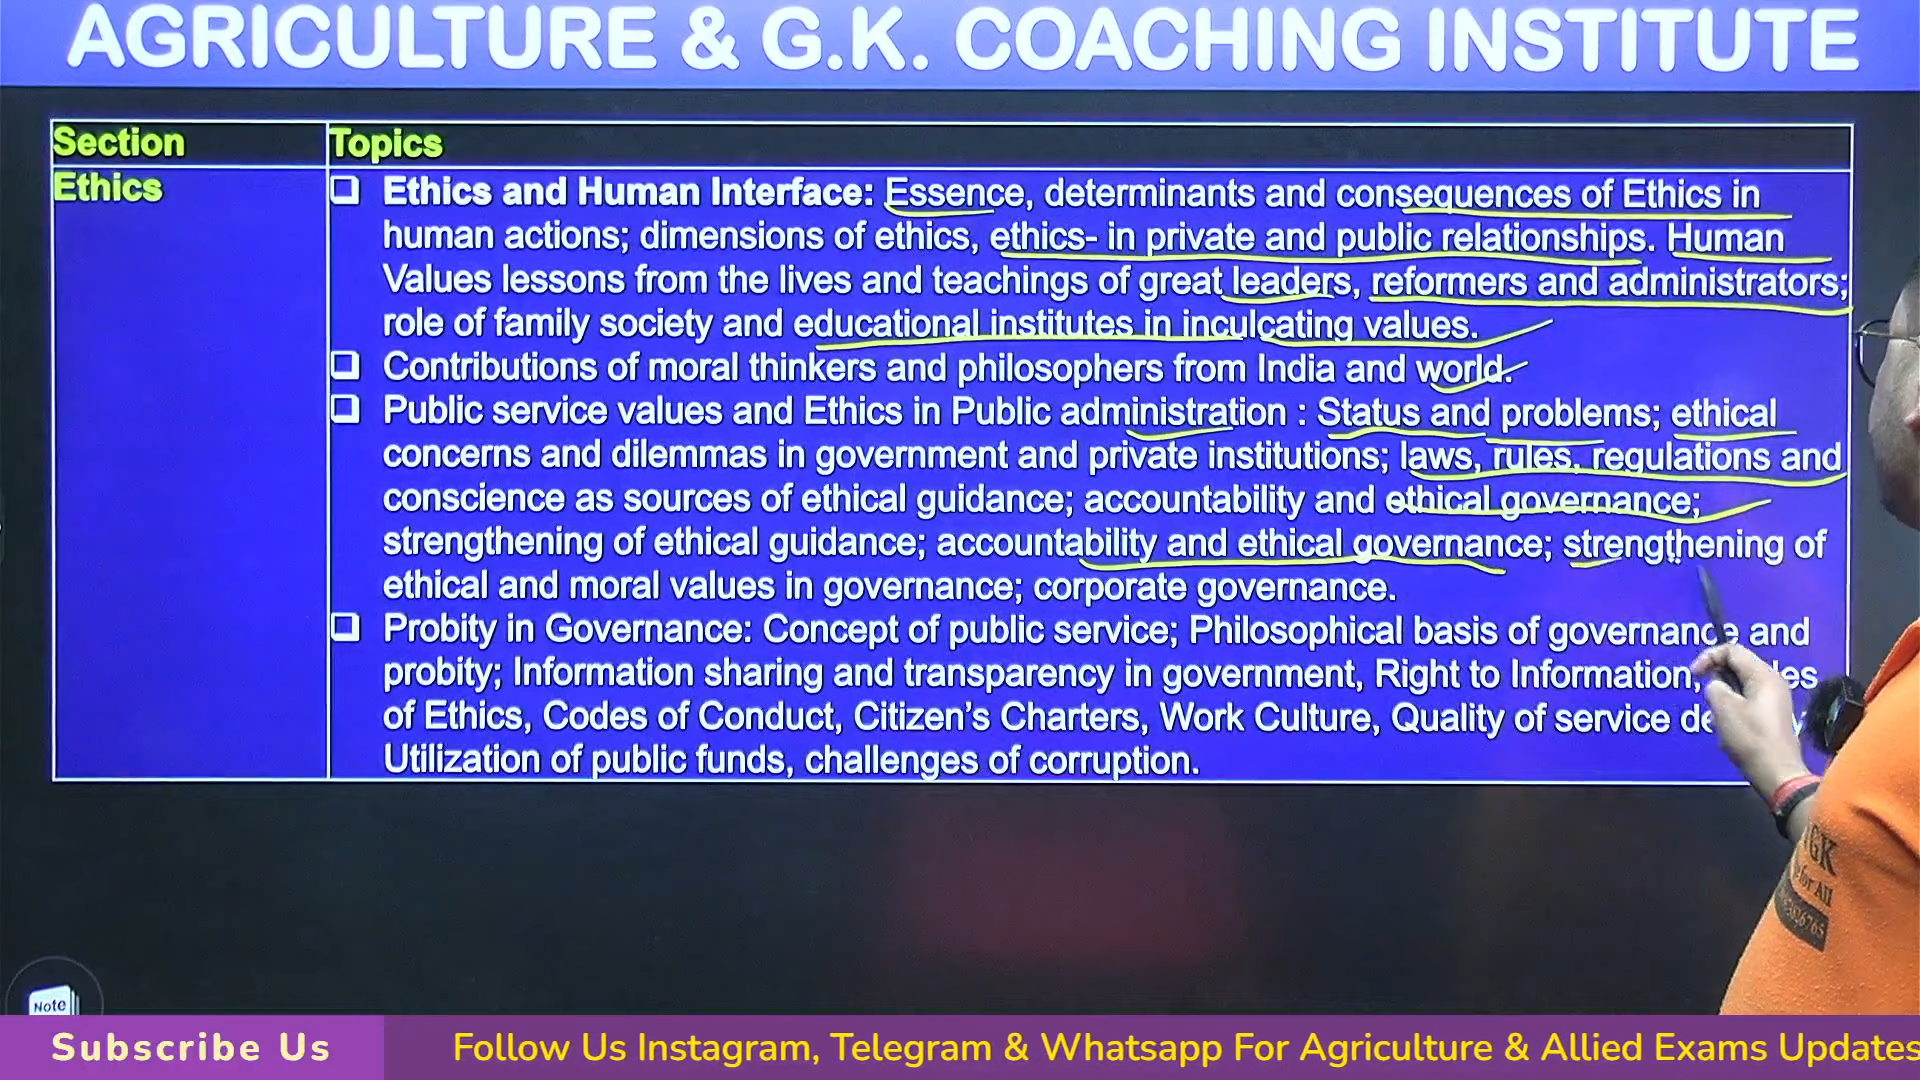 AGRICULTURE & G.K. COACHING INSTITUTE
Section
Topics
Ethics
❑ Ethics and Human Interface: Essence, determinants and consequences of Ethics in
human actions; dimensions of ethics, ethics- in private and public relationships. Human
Values lessons from the lives and teachings of great leaders, reformers and administrators;
role of family society and educational institutes in inculcating values.
❑ Contributions of moral thinkers and philosophers from India and world.
❑ Public service values and Ethics in Public administration : Status and problems; ethical
concerns and dilemmas in government and private institutions; laws, rules, regulations and
conscience as sources of ethical guidance; accountability and ethical governance;
strengthening of ethical guidance; accountability and ethical governance; strengthening of
ethical and moral values in governance; corporate governance.
❑ Probity in Governance: Concept of public service; Philosophical basis of governance and
probity; Information sharing and transparency in government, Right to Information,
of Ethics, Codes of Conduct, Citizen's Charters, Work Culture, Quality of service
Utilization of public funds, challenges of corruption.
GK
for All
Note
Subscribe Us
Follow Us Instagram, Telegram & Whatsapp For Agriculture & Allied Exams Updates